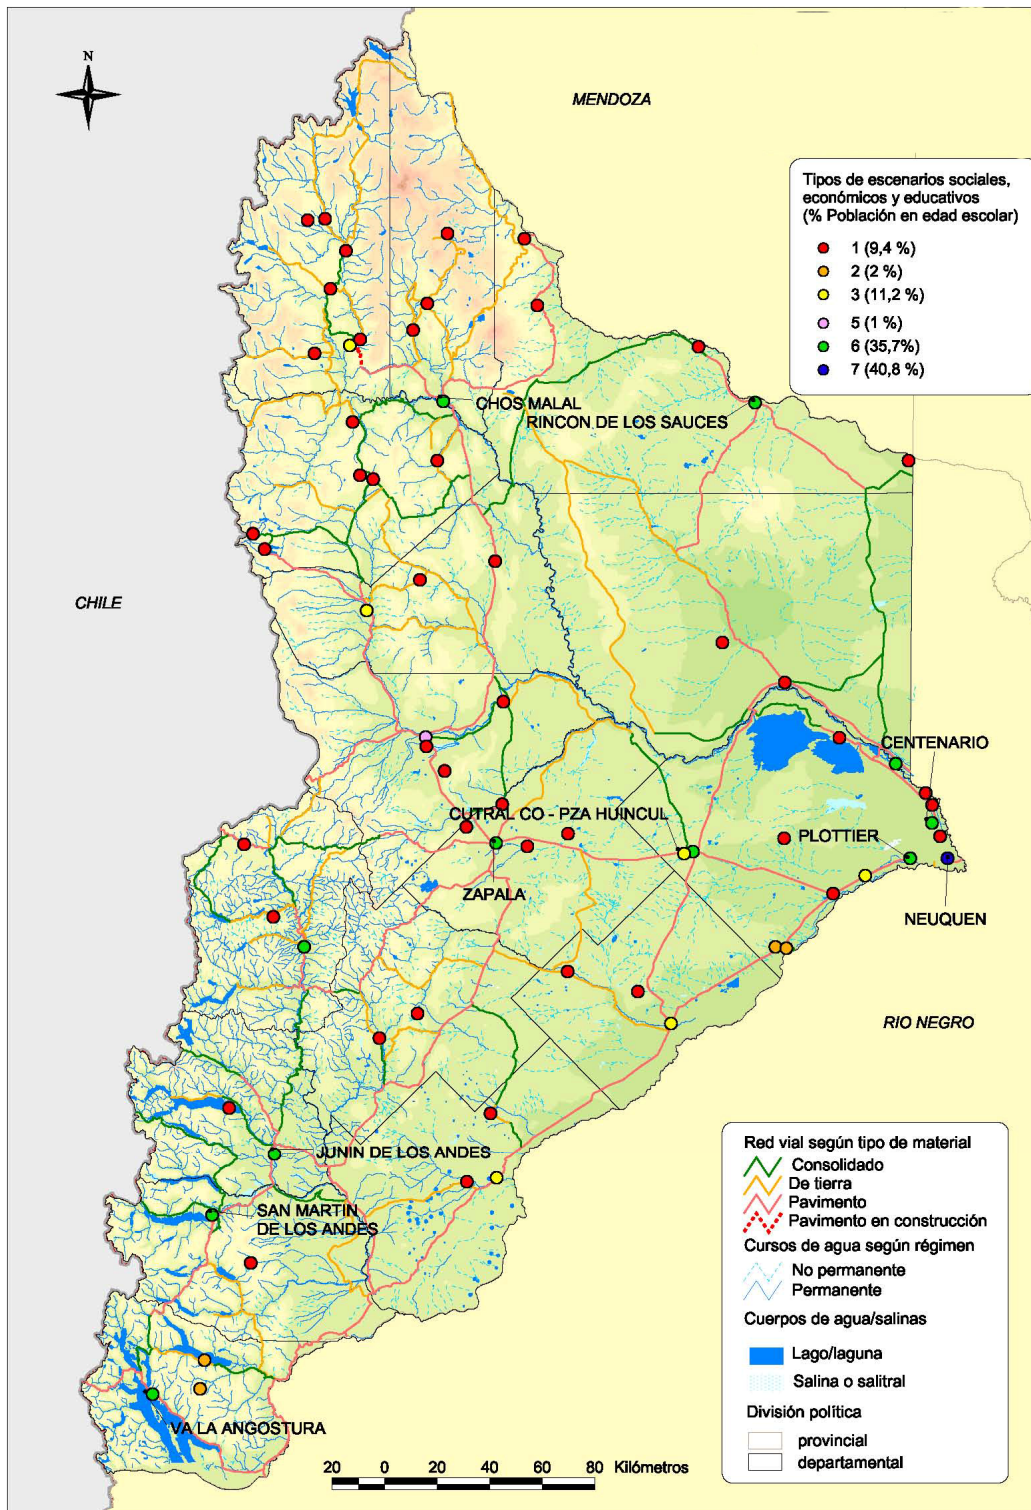 N
MENDOZA
Tipos de escenarios sociales,
económicos y educativos
(% Población en edad escolar)
1 (9,4 %)
2 (2 %)
3 (11,2 %)
5 (1 %)
6 (35,7%)
7 (40,8 %)
CHOS MALAL
RINCON DE LOS SAUCES
CHILE
CENTENARIO
CUTRAL CO - PZA HUINCUL
PLOTTIER
ZAPALA
NEUQUEN
RIO NEGRO
JUNIN DE LOS ANDES
SAN MARTIN
DE LOS ANDES
VA LA ANGOSTURA
Red vial según tipo de material
Consolidado
De tierra
Pavimento
Pavimento en construcción
Cursos de agua según régimen
No permanente
Permanente
Cuerpos de agua/salinas
Lago/laguna
Salina o salitral
División política
provincial
departamental
20 0 20 40 60 80 Kilómetros